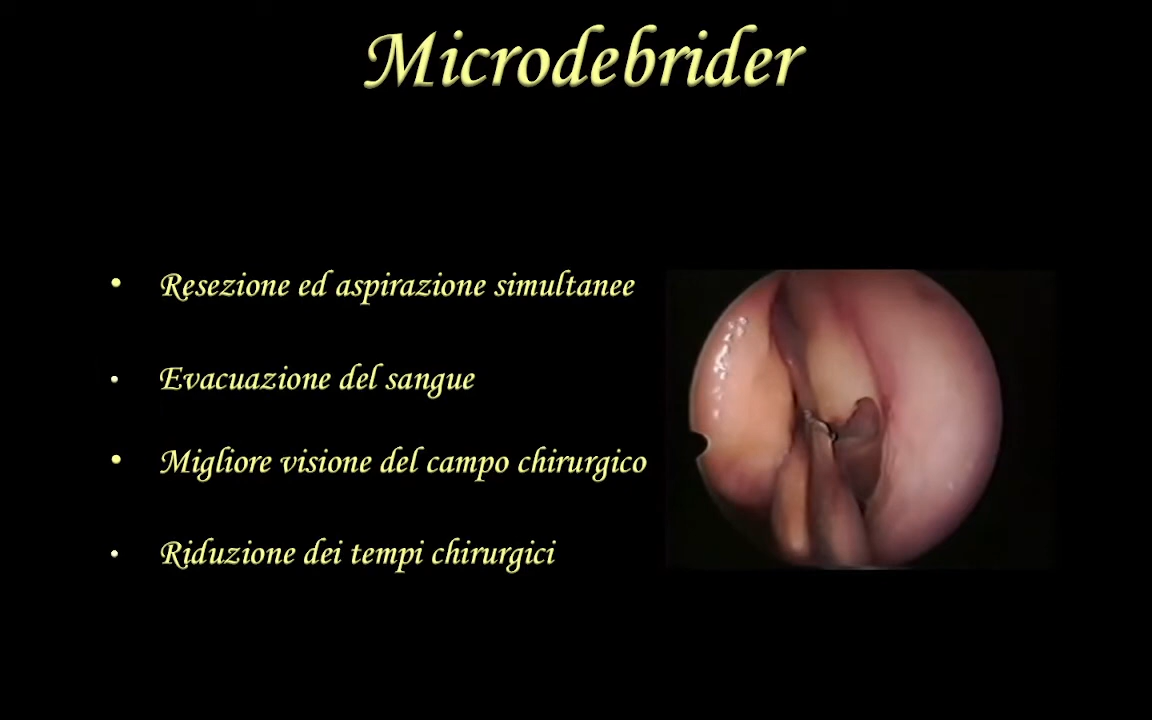 Microdebrider
• Resezione ed aspirazione simultanee
• Evacuazione del sangue
• Migliore visione del campo chirurgico
• Riduzione dei tempi chirurgici